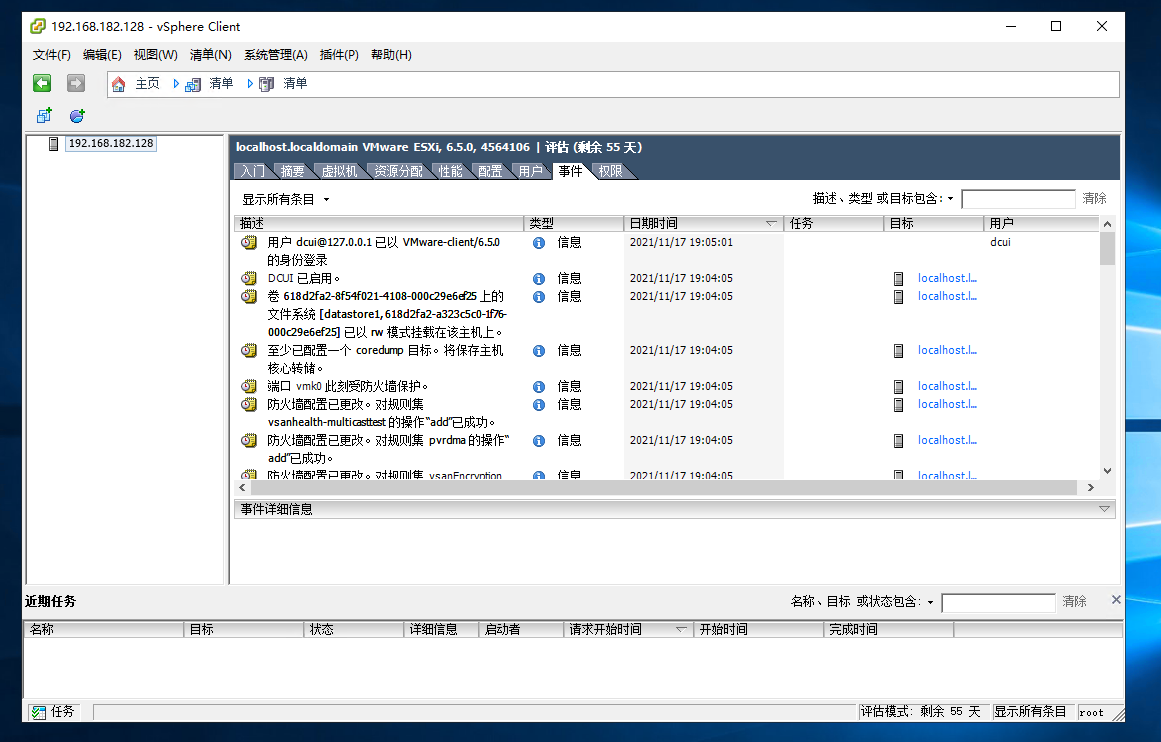 192.168.182.128 - vSphere Client
文件(F) 编辑(E) 视图(W) 清单(N) 系统管理(A) 插件(P) 帮助(H)
主页 清单 清单
192.168.182.128
localhost.localdomain VMware ESXi, 6.5.0, 4564106 | 评估 (剩余 55 天)
入门 摘要 虚拟机 资源分配 性能 配置 用户 事件 权限
显示所有条目 描述、类型 或目标包含: 清除
描述 类型 日期时间 任务 目标 用户
用户 dcui@127.0.0.1 已以 VMware-client/6.5.0 信息 2021/11/17 19:05:01 dcui
的身份登录
DCUI 已启用。 信息 2021/11/17 19:04:05 localhost.l...
卷 618d2fa2-8f54f021-4108-000c29e6ef25 上的 信息 2021/11/17 19:04:05 localhost.l...
文件系统 [datastore1, 618d2fa2-a323c5c0-1f76-
000c29e6ef25] 已以 rw 模式挂载在该主机上。
至少已配置一个 coredump 目标。将保存主机 信息 2021/11/17 19:04:05 localhost.l...
核心转储。
端口 vmk0 此刻受防火墙保护。 信息 2021/11/17 19:04:05 localhost.l...
防火墙配置已更改。对规则集 信息 2021/11/17 19:04:05 localhost.l...
vsanhealth-multicasttest 的操作“add”已成功。
防火墙配置已更改。对规则集 pvrdma 的操作“ 信息 2021/11/17 19:04:05 localhost.l...
add”已成功。
防火墙配置已更改。对规则集 vsanEncryption 信息 2021/11/17 19:04:05 localhost.l...
事件详细信息
近期任务 名称、目标 或状态包含: 清除
名称 目标 状态 详细信息 启动者 请求开始时间 开始时间 完成时间
任务 评估模式: 剩余 55 天 显示所有条目 root